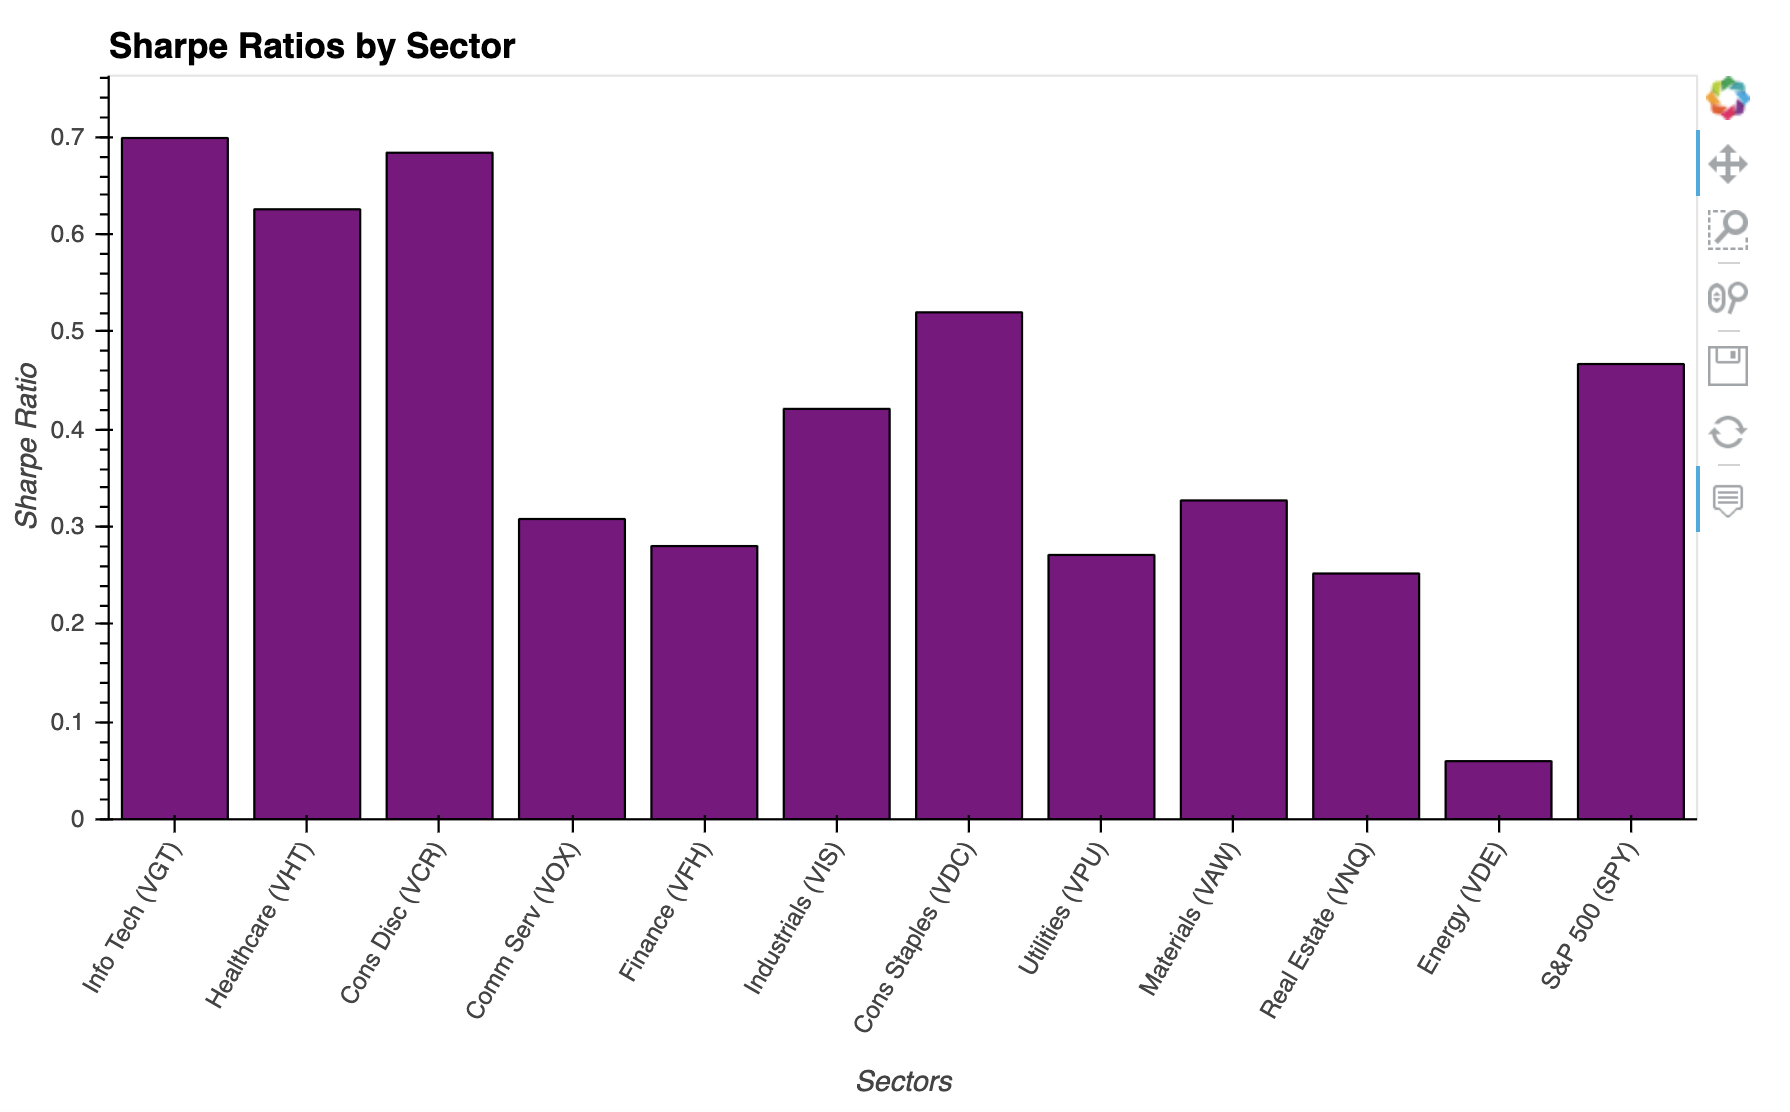 Sharpe Ratios by Sector
0.7
0.6
0.5
0.4
0.3
0.2
0.1
0
Sharpe Ratio
Info Tech (VGT)
Healthcare (VHT)
Cons Disc (VCR)
Comm Serv (VOX)
Finance (VFH)
Industrials (VIS)
Cons Staples (VDC)
Utilities (VPU)
Materials (VAW)
Real Estate (VNQ)
Energy (VDE)
S&P 500 (SPY)
Sectors